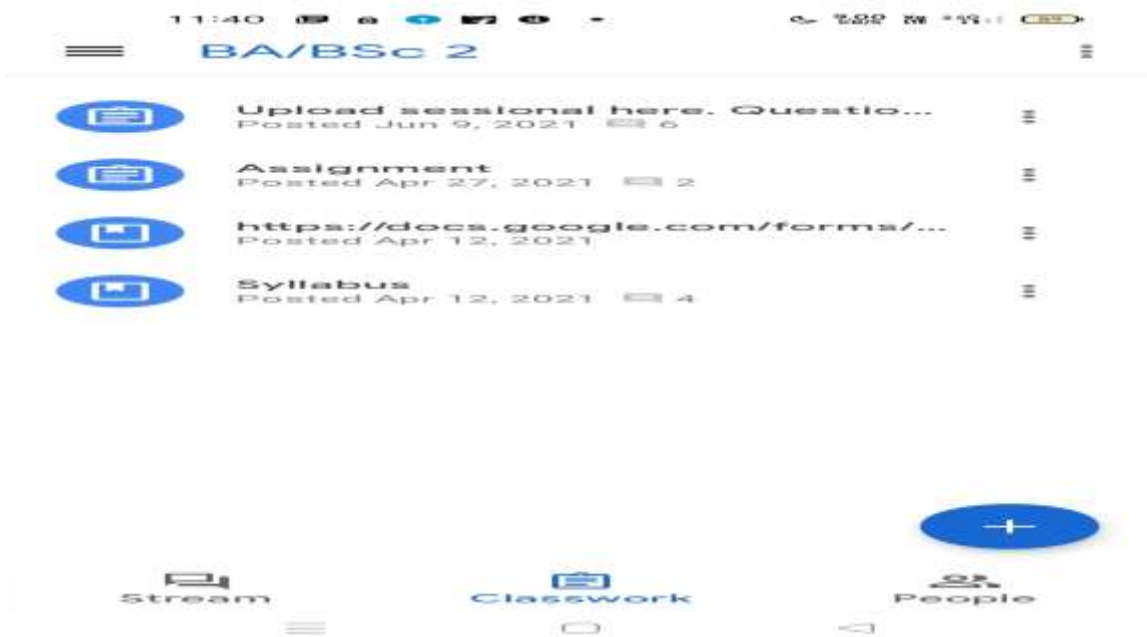 11:40
BA/BSc 2
Upload sessional here. Questio...
Posted Jun 9, 2021 6
Assignment
Posted Apr 27, 2021 2
https://docs.google.com/forms/...
Posted Apr 12, 2021
Syllabus
Posted Apr 12, 2021 4
Stream
Classwork
People